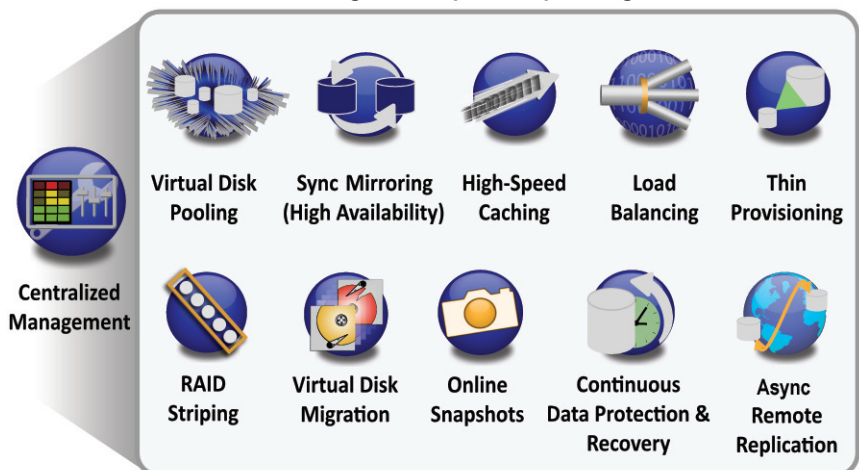 Centralized
Management
Virtual Disk
Pooling
Sync Mirroring
(High Availability)
High-Speed
Caching
Load
Balancing
Thin
Provisioning
RAID
Striping
Virtual Disk
Migration
Online
Snapshots
Continuous
Data Protection &
Recovery
Async
Remote
Replication